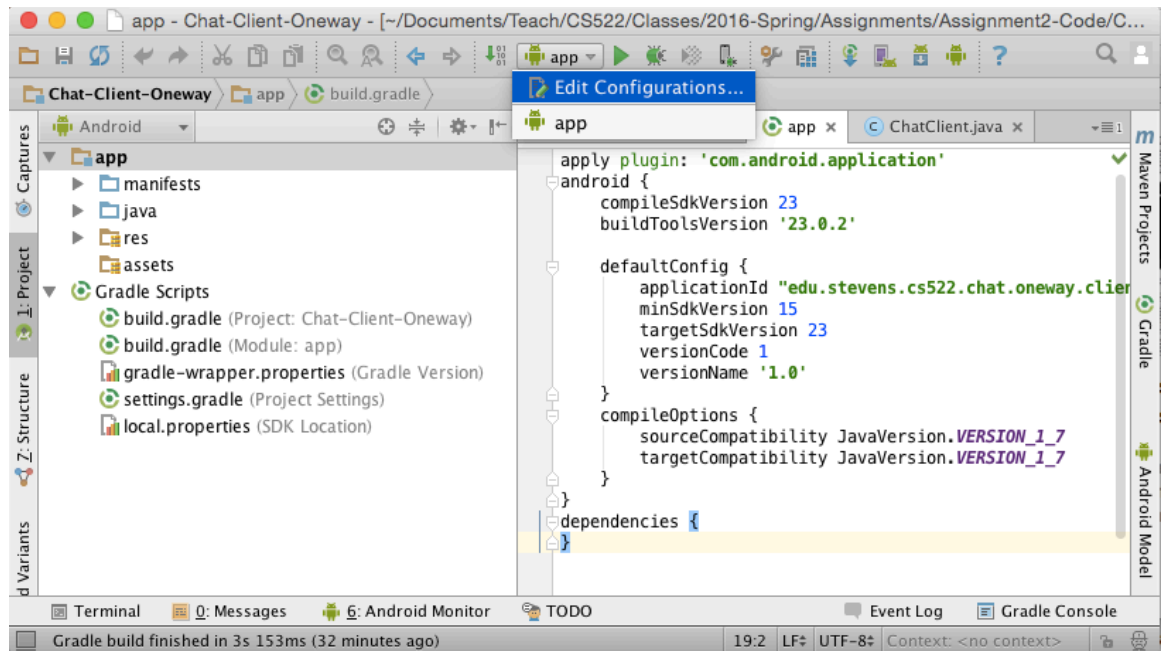 app - Chat-Client-Oneway - [~/Documents/Teach/CS522/Classes/2016-Spring/Assignments/Assignment2-Code/C...
app
Edit Configurations...
app
Chat-Client-Oneway
app
build.gradle
Android
app
ChatClient.java
1
Captures
1: Project
Z: Structure
d Variants
app
manifests
java
res
assets
Gradle Scripts
build.gradle (Project: Chat-Client-Oneway)
build.gradle (Module: app)
gradle-wrapper.properties (Gradle Version)
settings.gradle (Project Settings)
local.properties (SDK Location)
apply plugin: 'com.android.application'
android {
compileSdkVersion 23
buildToolsVersion '23.0.2'
defaultConfig {
applicationId "edu.stevens.cs522.chat.oneway.clier
minSdkVersion 15
targetSdkVersion 23
versionCode 1
versionName '1.0'
}
compileOptions {
sourceCompatibility JavaVersion.VERSION_1_7
targetCompatibility JavaVersion.VERSION_1_7
}
}
dependencies {
}
m
Maven Projects
Gradle
Android Model
Terminal
0: Messages
6: Android Monitor
TODO
Event Log
Gradle Console
Gradle build finished in 3s 153ms (32 minutes ago)
19:2
LF
UTF-8
Context: <no context>